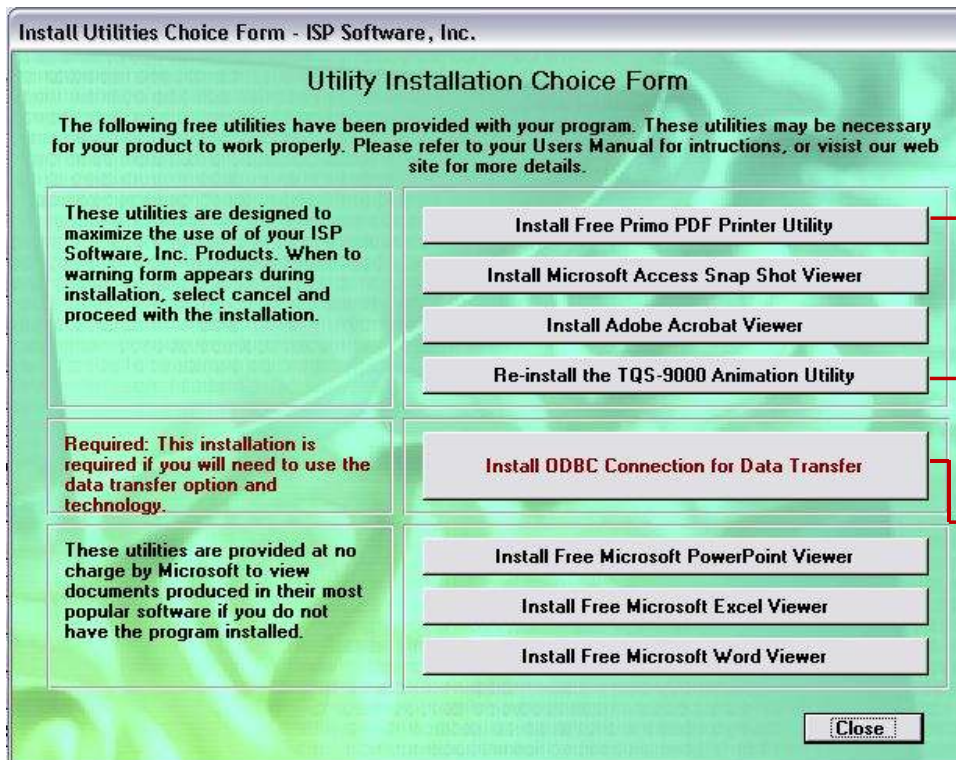 Install Utilities Choice Form - ISP Software, Inc.
Utility Installation Choice Form
The following free utilities have been provided with your program. These utilities may be necessary
for your product to work properly. Please refer to your Users Manual for intructions, or visist our web
site for more details.
These utilities are designed to
maximize the use of of your ISP
Software, Inc. Products. When to
warning form appears during
installation, select cancel and
proceed with the installation.
Install Free Primo PDF Printer Utility
Install Microsoft Access Snap Shot Viewer
Install Adobe Acrobat Viewer
Re-install the TQS-9000 Animation Utility
Required: This installation is
required if you will need to use the
data transfer option and
technology.
Install ODBC Connection for Data Transfer
These utilities are provided at no
charge by Microsoft to view
documents produced in their most
popular software if you do not
have the program installed.
Install Free Microsoft PowerPoint Viewer
Install Free Microsoft Excel Viewer
Install Free Microsoft Word Viewer
Close